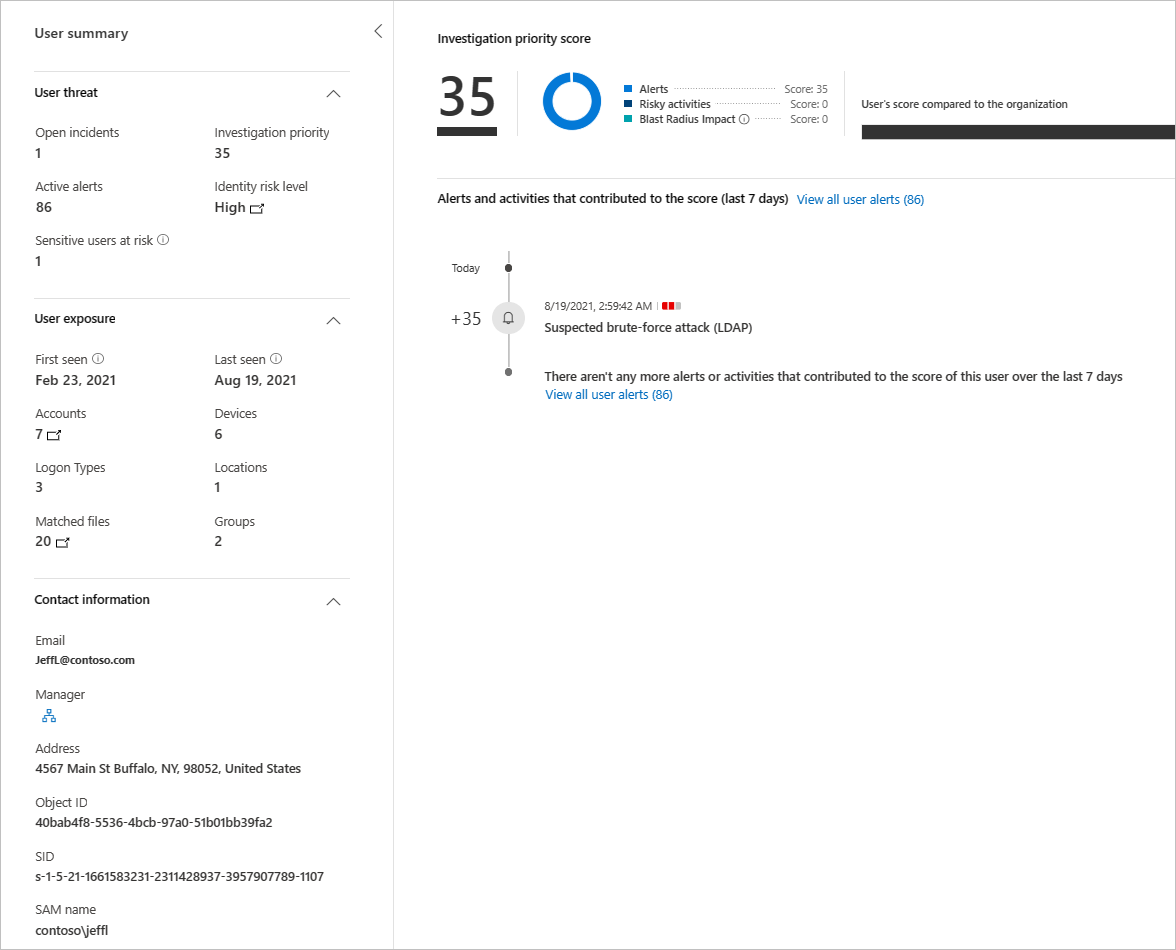 User summary
User threat
Open incidents
1
Investigation priority
35
Active alerts
86
Identity risk level
High
Sensitive users at risk
1
User exposure
First seen
Feb 23, 2021
Last seen
Aug 19, 2021
Accounts
7
Devices
6
Logon Types
3
Locations
1
Matched files
20
Groups
2
Contact information
Email
JeffL@contoso.com
Manager
Address
4567 Main St Buffalo, NY, 98052, United States
Object ID
40bab4f8-5536-4bcb-97a0-51b01bb39fa2
SID
s-1-5-21-1661583231-2311428937-3957907789-1107
SAM name
contoso\jeffl
Investigation priority score
35
Alerts Score: 35
Risky activities Score: 0
Blast Radius Impact Score: 0
User's score compared to the organization
Alerts and activities that contributed to the score (last 7 days) View all user alerts (86)
Today
+35
8/19/2021, 2:59:42 AM
Suspected brute-force attack (LDAP)
There aren't any more alerts or activities that contributed to the score of this user over the last 7 days
View all user alerts (86)